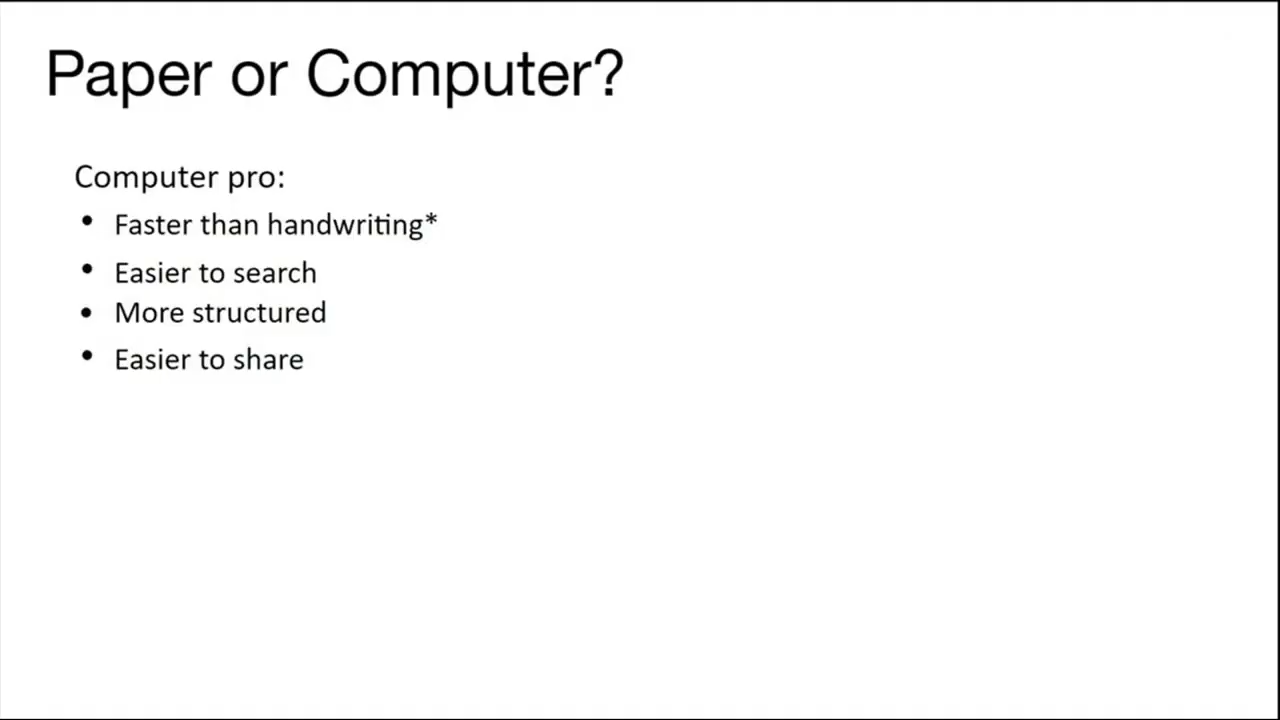 Paper or Computer?
Computer pro:
• Faster than handwriting*
• Easier to search
• More structured
• Easier to share